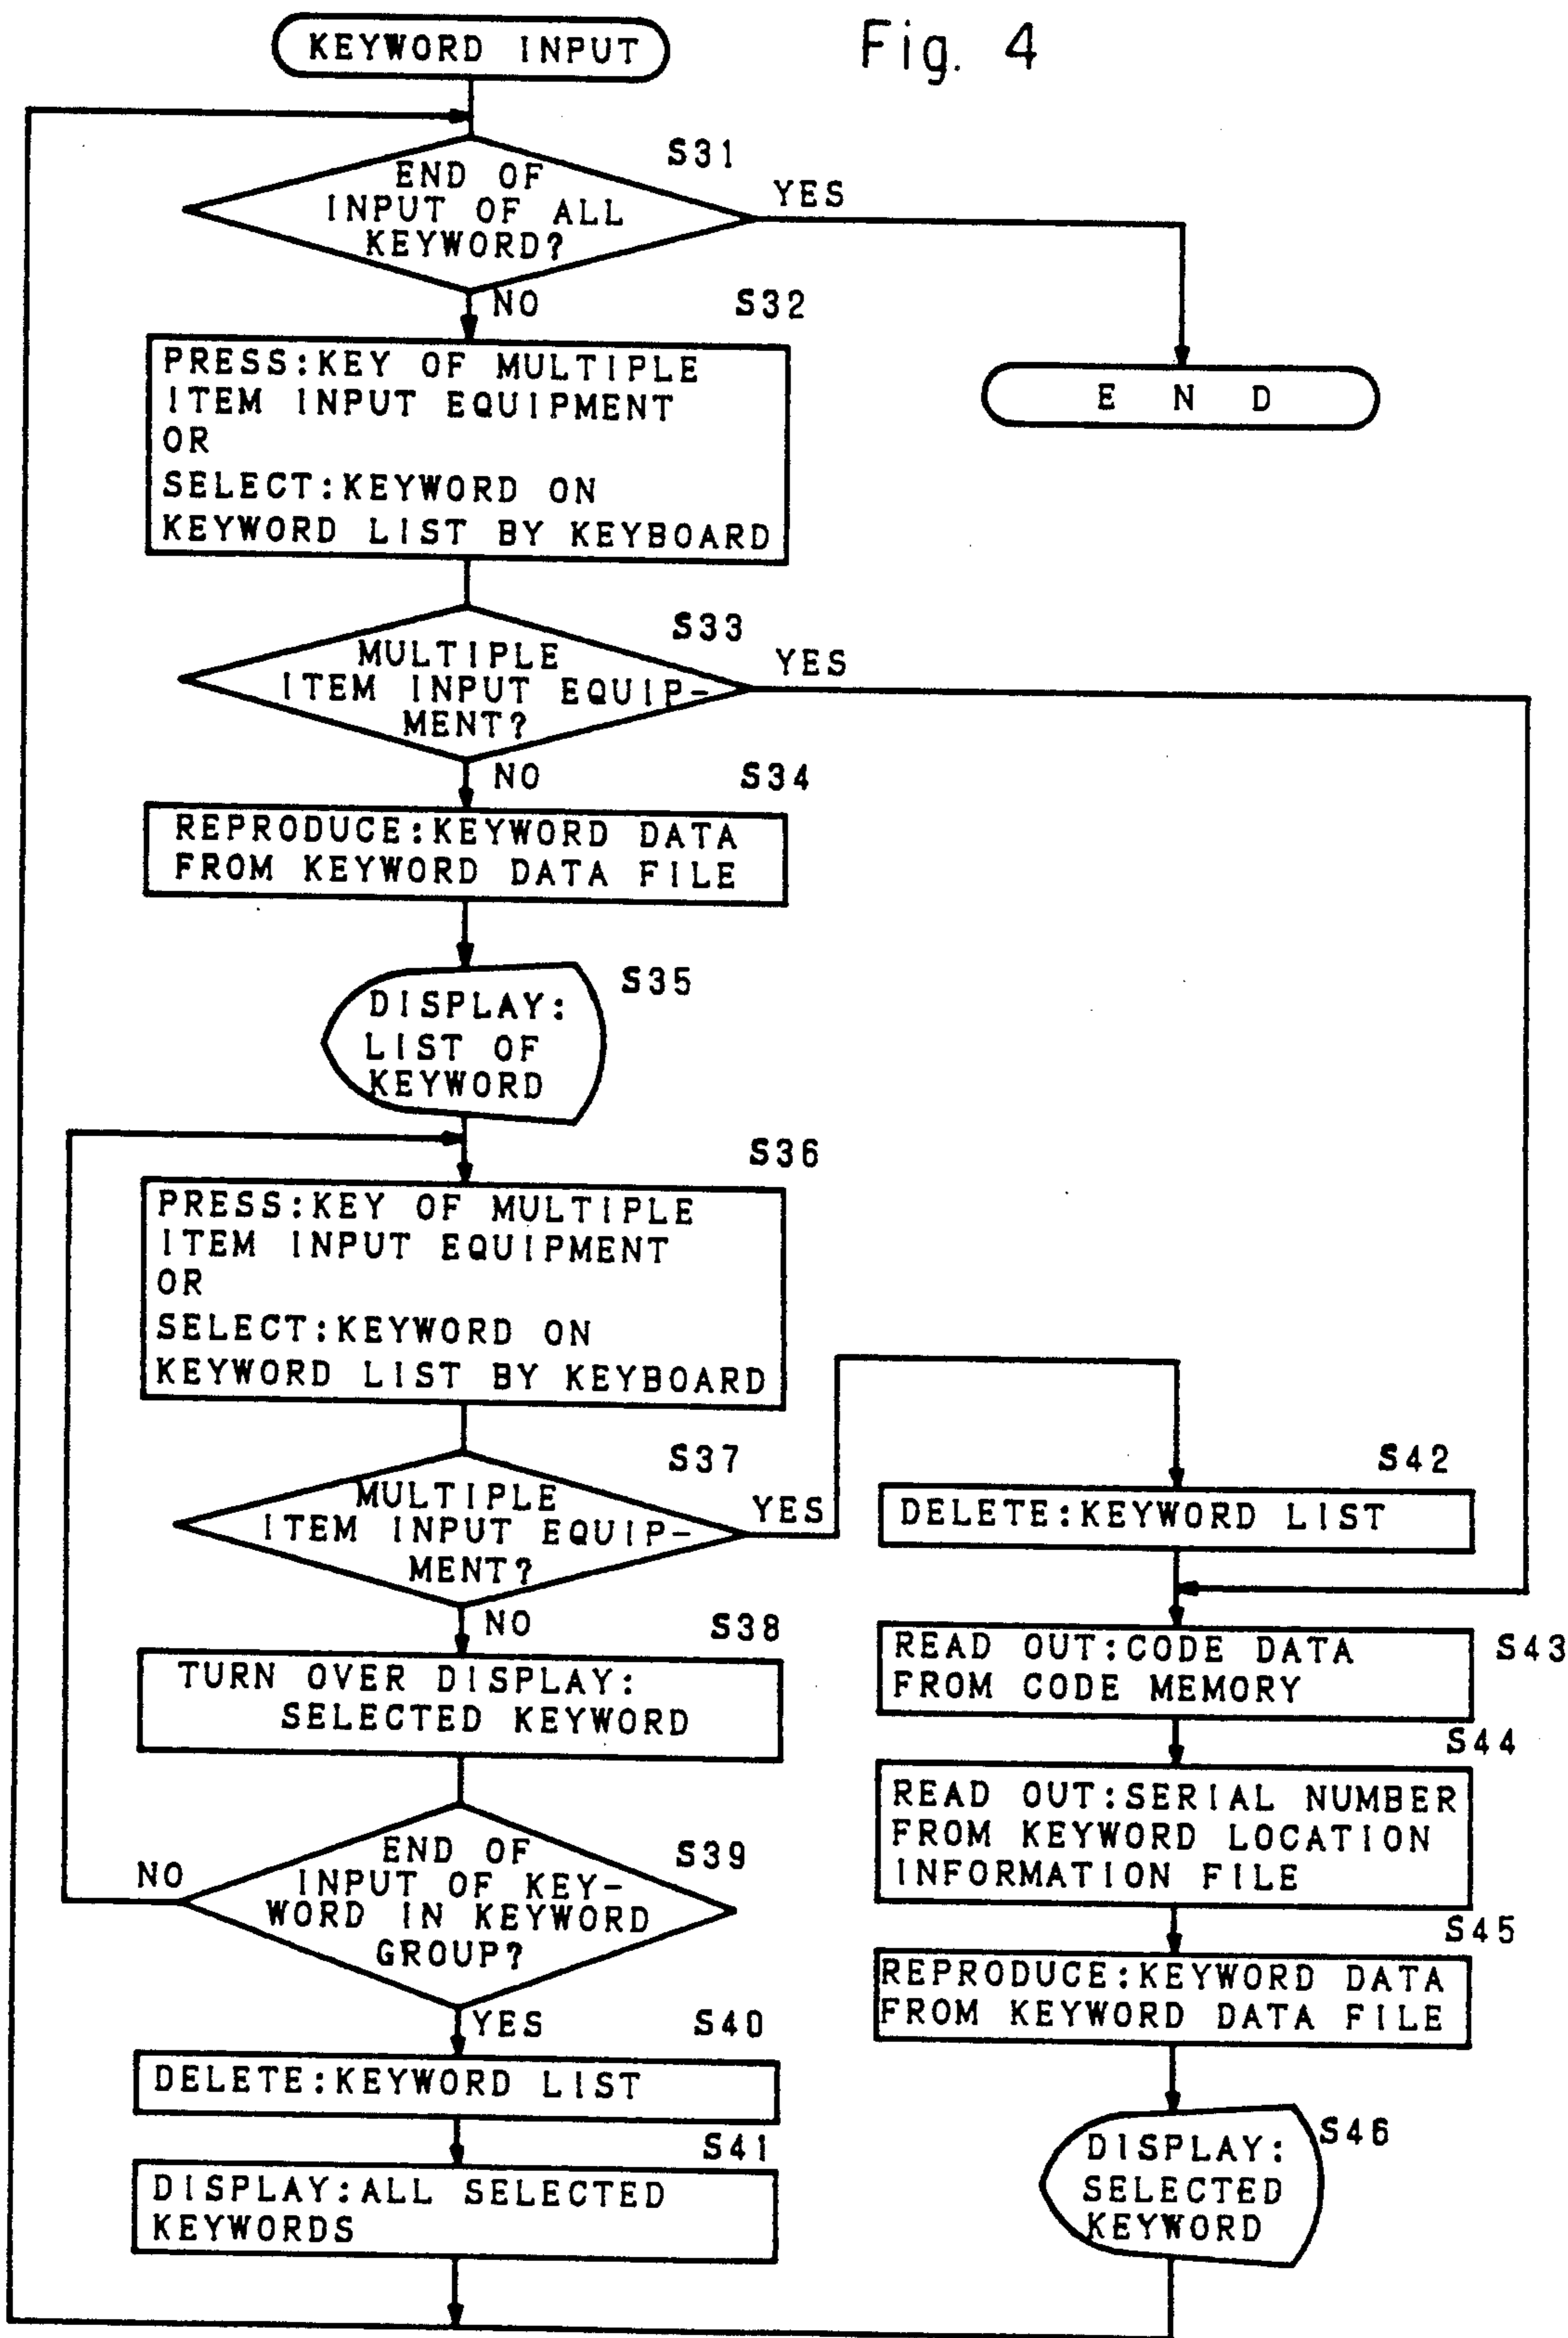 Fig. 4
KEYWORD INPUT
S31
END OF
INPUT OF ALL
KEYWORD?
YES
NO
E N D
S32
PRESS:KEY OF MULTIPLE
ITEM INPUT EQUIPMENT
OR
SELECT:KEYWORD ON
KEYWORD LIST BY KEYBOARD
S33
MULTIPLE
ITEM INPUT EQUIP-
MENT?
YES
NO
S34
REPRODUCE:KEYWORD DATA
FROM KEYWORD DATA FILE
S35
DISPLAY:
LIST OF
KEYWORD
S36
PRESS:KEY OF MULTIPLE
ITEM INPUT EQUIPMENT
OR
SELECT:KEYWORD ON
KEYWORD LIST BY KEYBOARD
S37
MULTIPLE
ITEM INPUT EQUIP-
MENT?
YES
NO
S38
TURN OVER DISPLAY:
SELECTED KEYWORD
S39
END OF
INPUT OF KEY-
WORD IN KEYWORD
GROUP?
NO
YES
S40
DELETE:KEYWORD LIST
S41
DISPLAY:ALL SELECTED
KEYWORDS
S42
DELETE:KEYWORD LIST
S43
READ OUT:CODE DATA
FROM CODE MEMORY
S44
READ OUT:SERIAL NUMBER
FROM KEYWORD LOCATION
INFORMATION FILE
S45
REPRODUCE:KEYWORD DATA
FROM KEYWORD DATA FILE
S46
DISPLAY:
SELECTED
KEYWORD